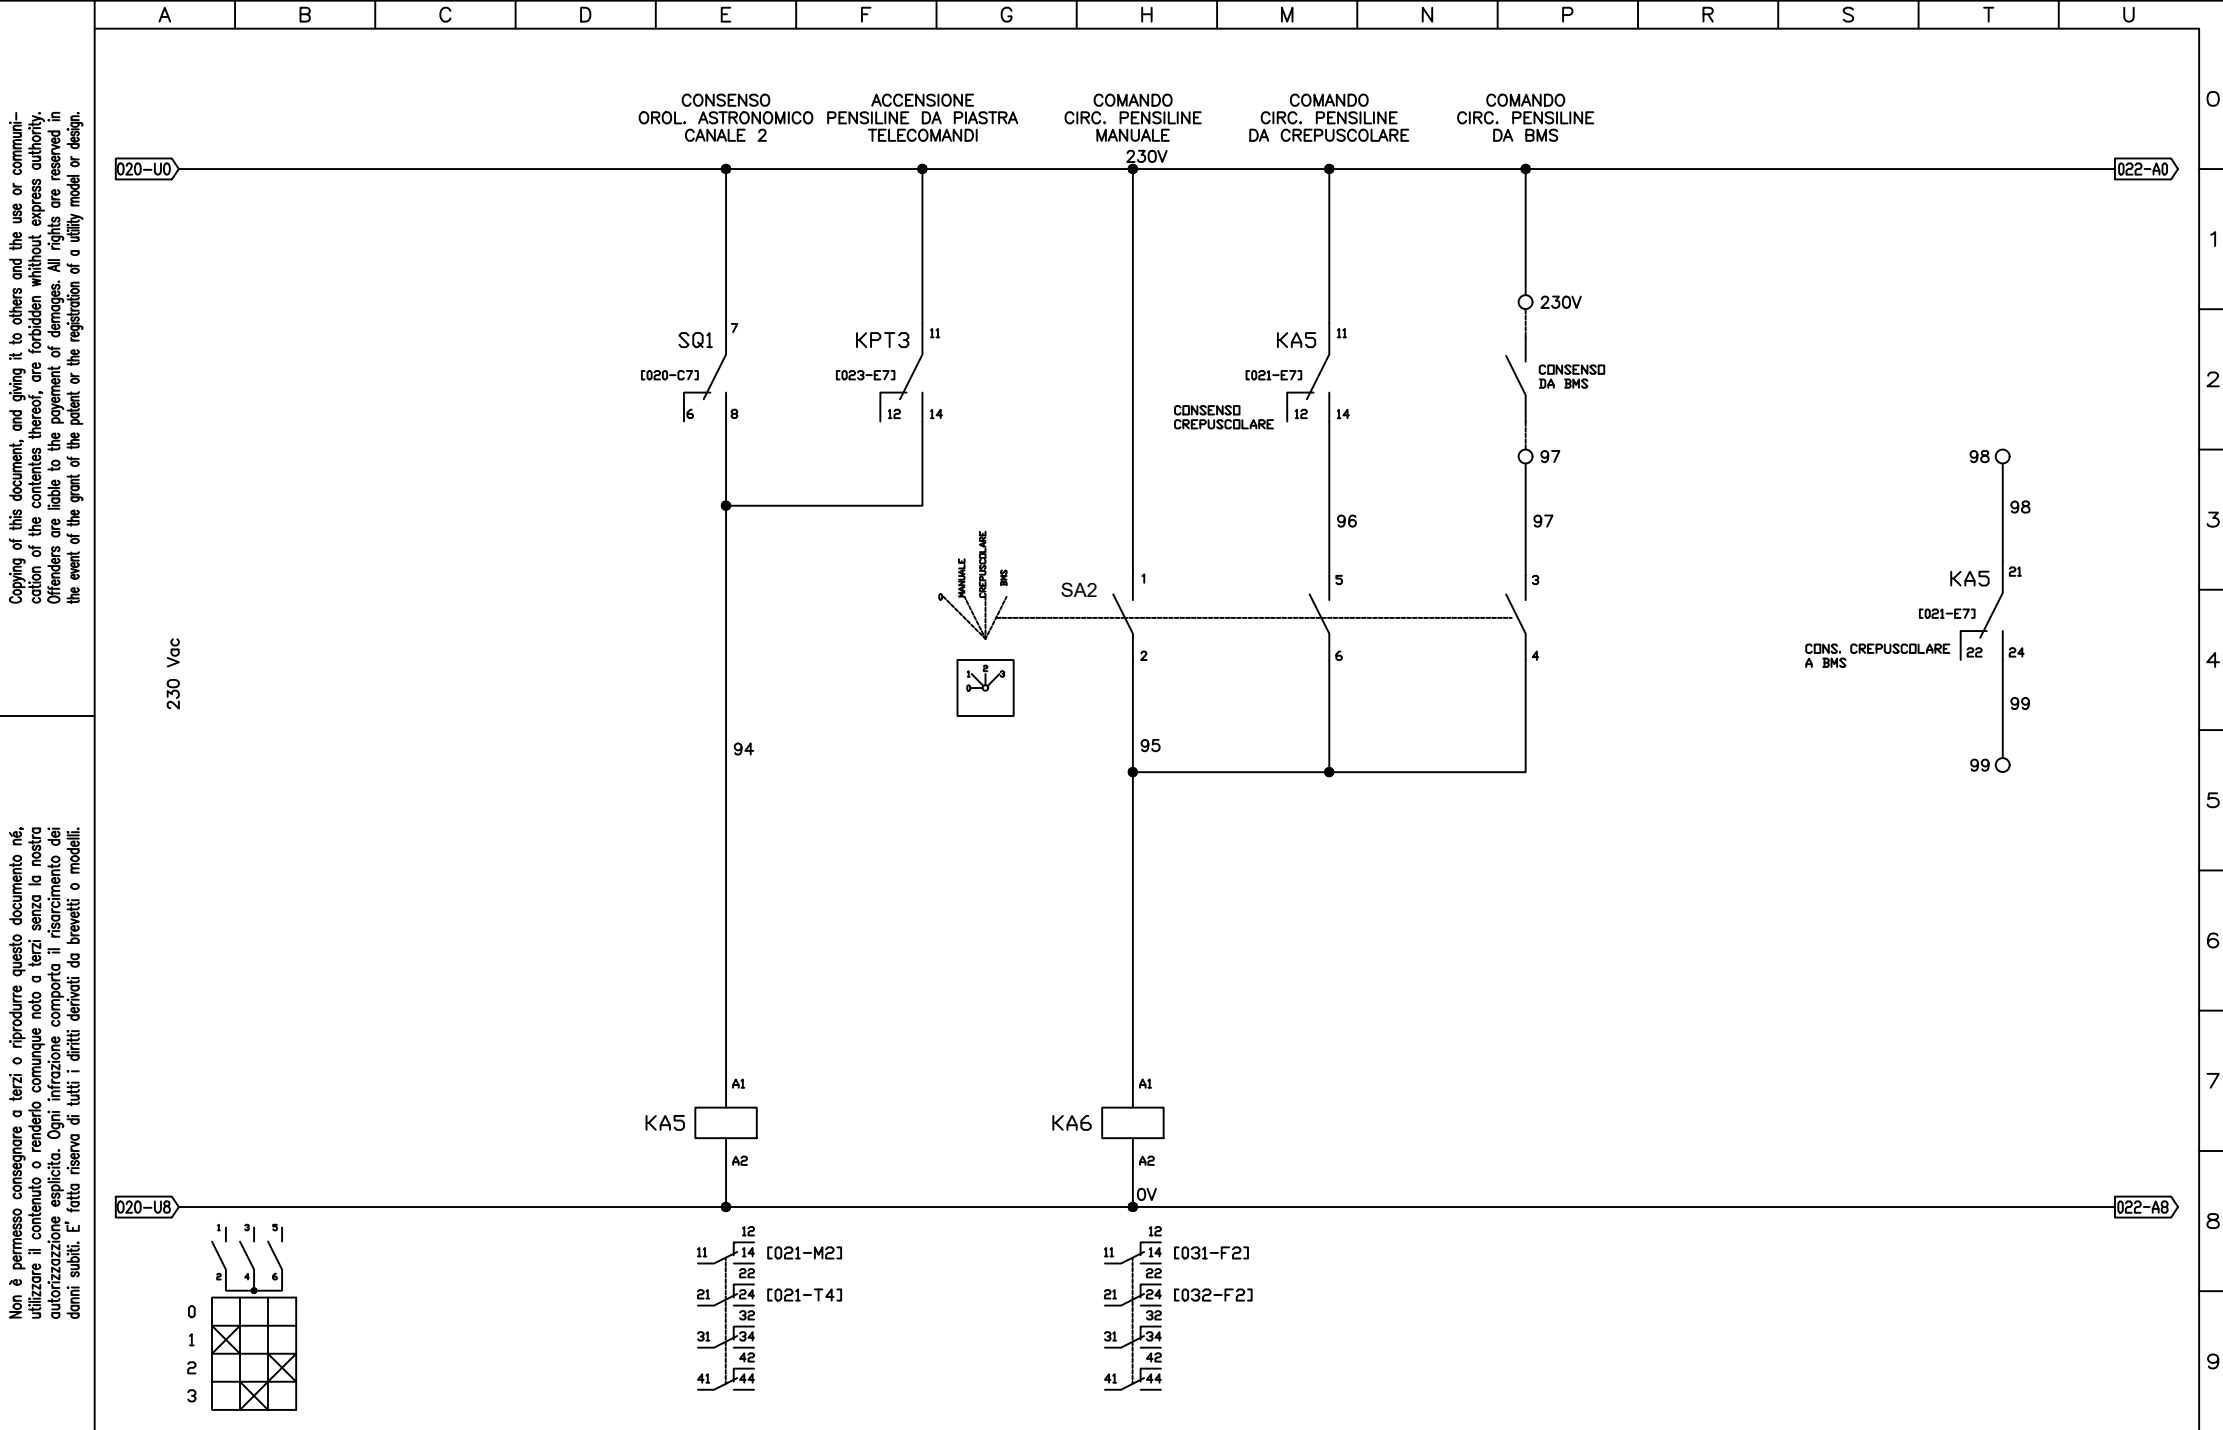 A B C D E F G H M N P R S T U
0
1
2
3
4
5
6
7
8
9
Copying of this document, and giving it to others and the use or communi-
cation of the contentes thereof, are forbidden whithout express authority.
Offenders are liable to the payement of demages. All rights are reserved in
the event of the grant of the patent or the registration of a utility model or design.
Non è permesso consegnare a terzi o riprodurre questo documento né,
utilizzare il contenuto o renderlo comunque noto a terzi senza la nostra
autorizzazzione esplicita. Ogni infrazione comporta il risarcimento dei
danni subiti. E' fatta riserva di tutti i diritti derivati da brevetti o modelli.
CONSENSO
OROL. ASTRONOMICO
CANALE 2
ACCENSIONE
PENSILINE DA PIASTRA
TELECOMANDI
COMANDO
CIRC. PENSILINE
MANUALE
COMANDO
CIRC. PENSILINE
DA CREPUSCOLARE
COMANDO
CIRC. PENSILINE
DA BMS
230V
020-U0
022-A0
230 Vac
SQ1
7
[020-C7]
6
8
KPT3
11
[023-E7]
12
14
KA5
11
[021-E7]
CONSENSO
CREPUSCOLARE
12
14
230V
CONSENSO
DA BMS
97
96
97
98
98
KA5
21
[021-E7]
CONS. CREPUSCOLARE
A BMS
22
24
99
99
0
MANUALE
CREPUSCOLARE
BMS
0
1
2
3
SA2
1
2
5
6
3
4
94
95
A1
KA5
A2
A1
KA6
A2
0V
020-U8
022-A8
1 3 5
2 4 6
0
1
2
3
12
11 14 [021-M2]
22
21 24 [021-T4]
32
31 34
42
41 44
12
11 14 [031-F2]
22
21 24 [032-F2]
32
31 34
42
41 44